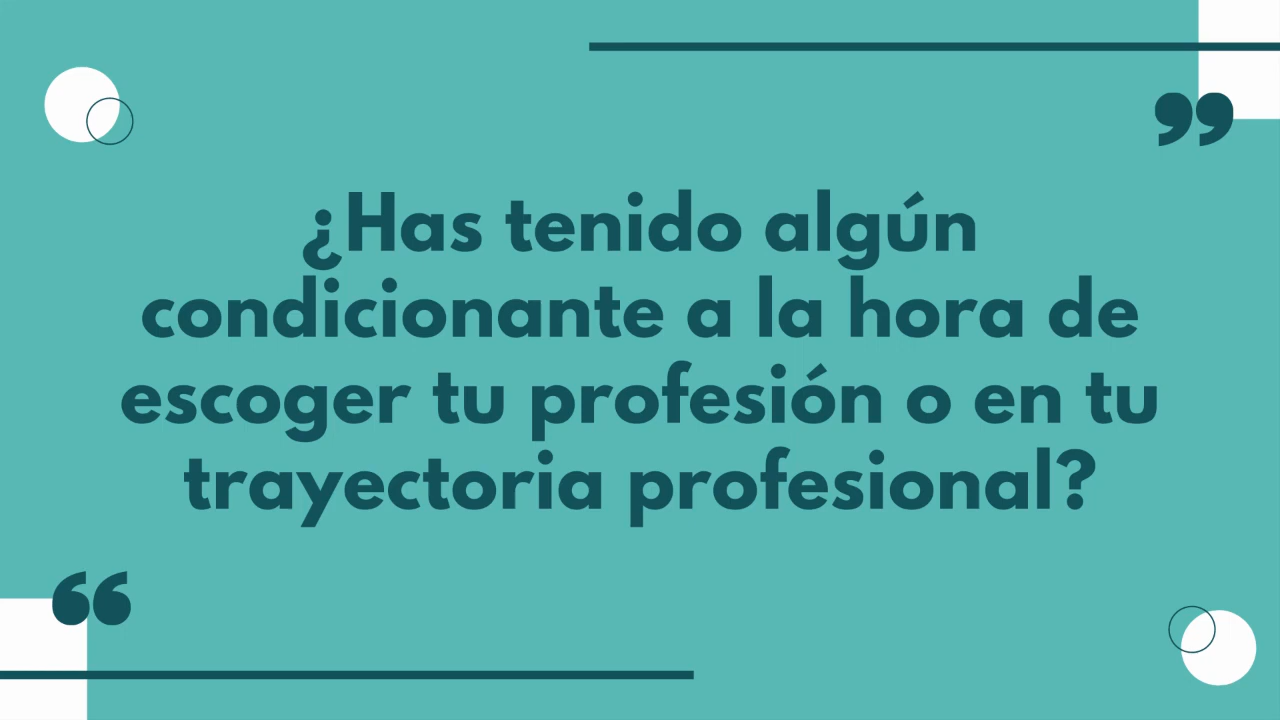 ¿Has tenido algún
condicionante a la hora de
escoger tu profesión o en tu
trayectoria profesional?